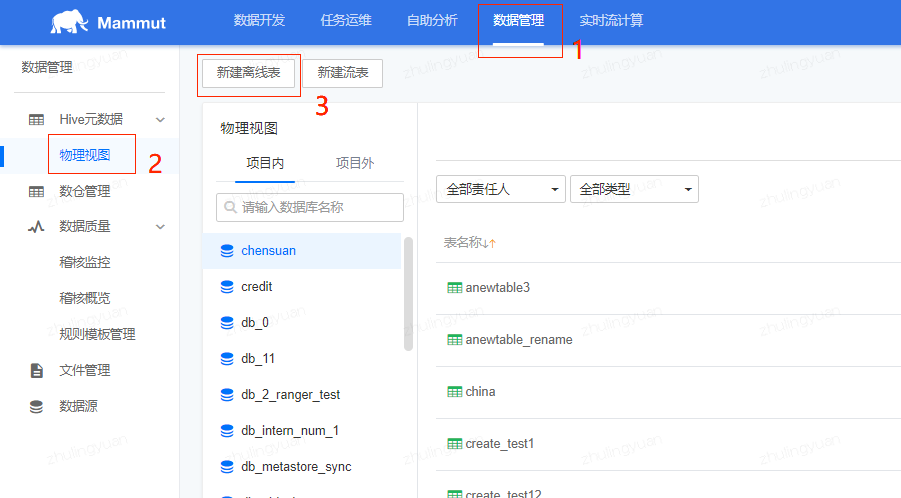 Mammut
数据开发
任务运维
自助分析
数据管理
实时流计算
1
数据管理
Hive元数据
物理视图
2
数仓管理
数据质量
稽核监控
稽核概览
规则模板管理
文件管理
数据源
新建离线表
新建流表
3
物理视图
项目内
项目外
请输入数据库名称
chensuan
credit
db_0
db_11
db_2_ranger_test
db_intern_num_1
db_metastore_sync
全部责任人
全部类型
表名称
anewtable3
anewtable_rename
china
create_test1
create_test12
zhulingyuan